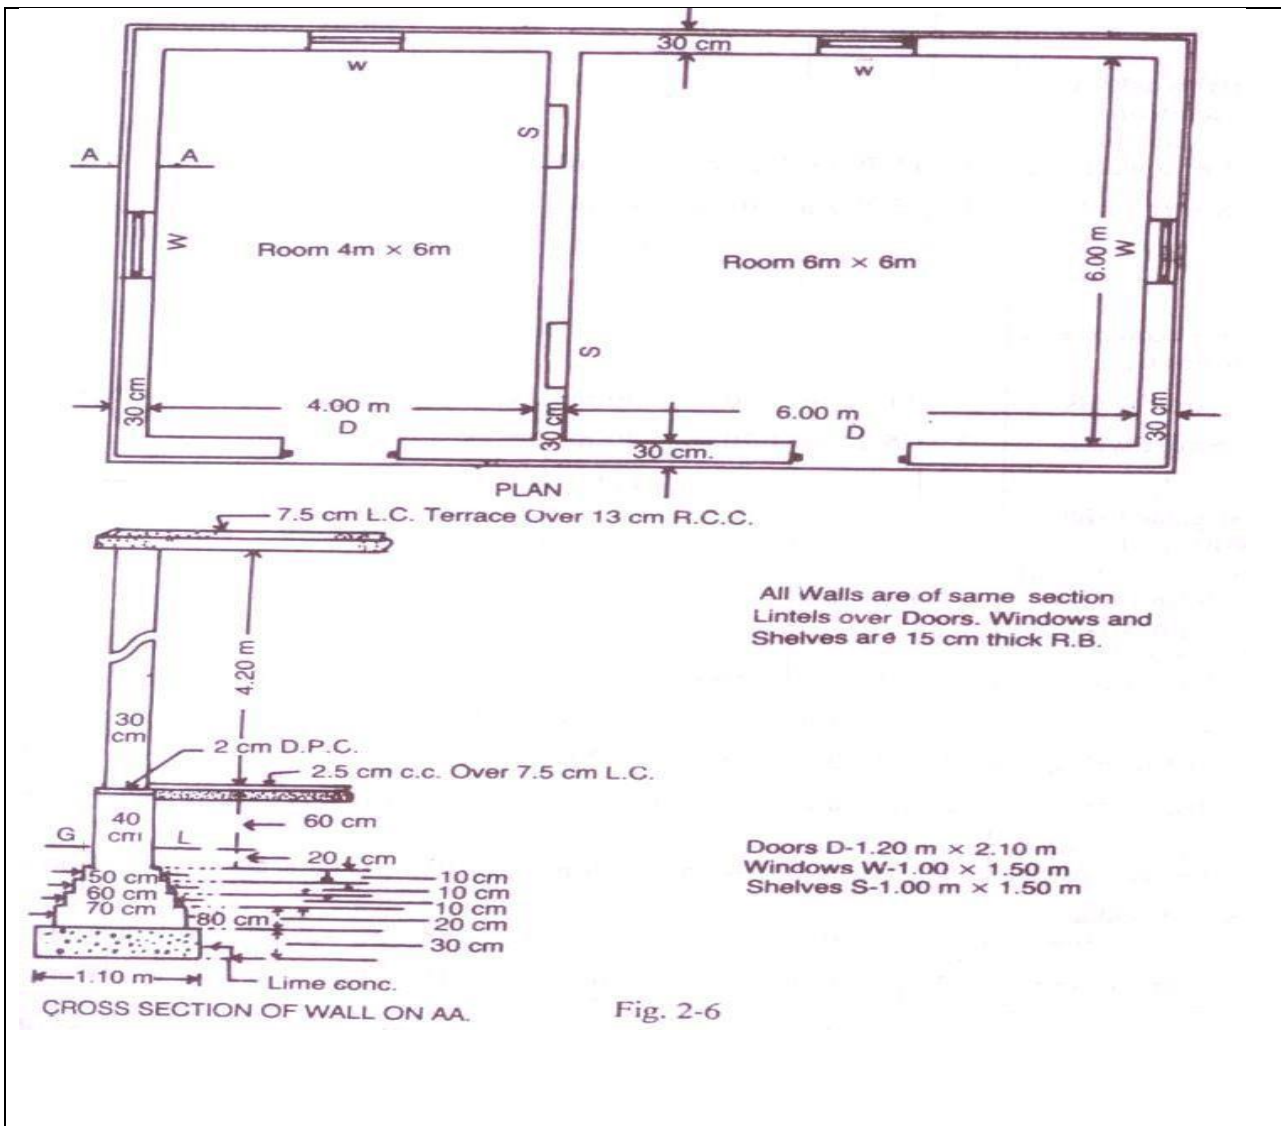 30 cm
w
w
S
A A
W
Room 4m × 6m
Room 6m × 6m
6.00 m
W
S
30 cm
4.00 m
D
30 cm
6.00 m
D
30 cm
30 cm.
PLAN
7.5 cm L.C. Terrace Over 13 cm R.C.C.
All Walls are of same section
Lintels over Doors. Windows and
Shelves are 15 cm thick R.B.
4.20 m
30
cm
2 cm D.P.C.
2.5 cm c.c. Over 7.5 cm L.C.
40
cm
60 cm
G L
20 cm
Doors D-1.20 m × 2.10 m
Windows W-1.00 × 1.50 m
Shelves S-1.00 m × 1.50 m
50 cm
10 cm
60 cm
10 cm
70 cm
10 cm
80 cm
20 cm
30 cm
1.10 m
Lime conc.
CROSS SECTION OF WALL ON AA.
Fig. 2-6